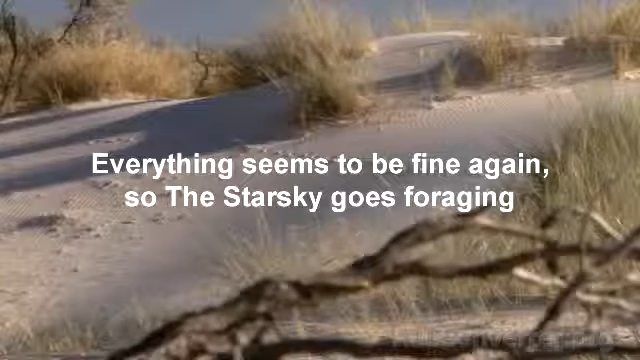 Everything seems to be fine again,
so The Starsky goes foraging